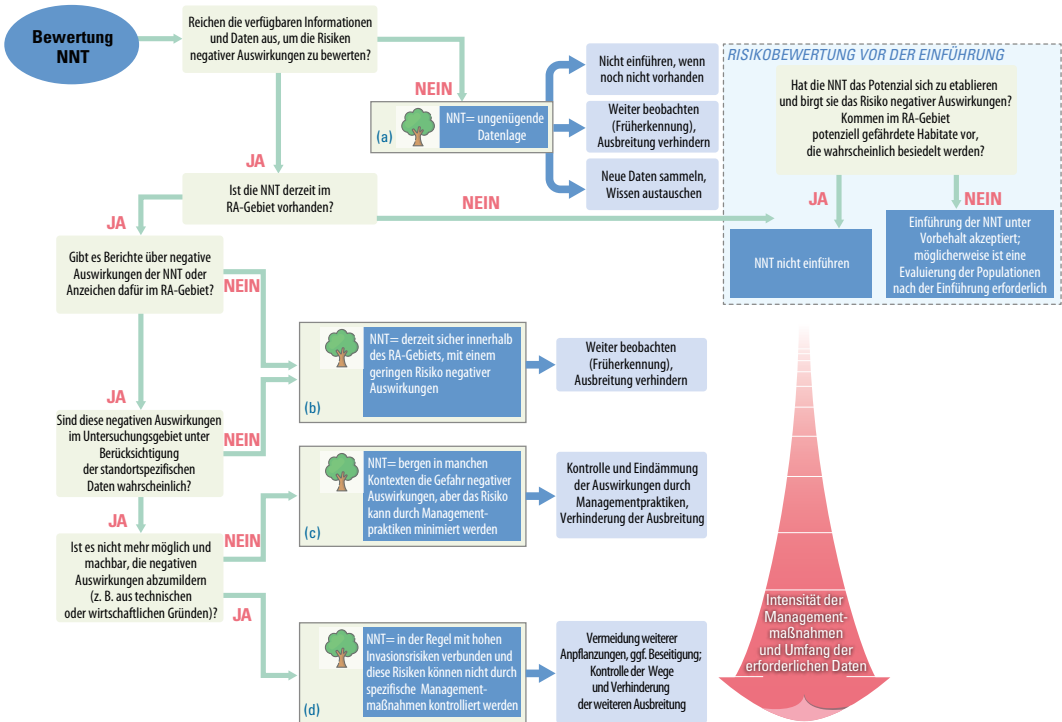 Bewertung
NNT
Reichen die verfügbaren Informationen
und Daten aus, um die Risiken
negativer Auswirkungen zu bewerten?
NEIN
(a)
NNT= ungenügende
Datenlage
Nicht einführen, wenn
noch nicht vorhanden
Weiter beobachten
(Früherkennung),
Ausbreitung verhindern
Neue Daten sammeln,
Wissen austauschen
RISIKOBEWERTUNG VOR DER EINFÜHRUNG
Hat die NNT das Potenzial sich zu etablieren
und birgt sie das Risiko negativer Auswirkungen?
Kommen im RA-Gebiet
potenziell gefährdete Habitate vor,
die wahrscheinlich besiedelt werden?
JA
NEIN
NNT nicht einführen
Einführung der NNT unter
Vorbehalt akzeptiert;
möglicherweise ist eine
Evaluierung der Populationen
nach der Einführung erforderlich
JA
Ist die NNT derzeit im
RA-Gebiet vorhanden?
NEIN
JA
Gibt es Berichte über negative
Auswirkungen der NNT oder
Anzeichen dafür im RA-Gebiet?
NEIN
(b)
NNT= derzeit sicher innerhalb
des RA-Gebiets, mit einem
geringen Risiko negativer
Auswirkungen
Weiter beobachten
(Früherkennung),
Ausbreitung verhindern
JA
Sind diese negativen Auswirkungen
im Untersuchungsgebiet unter
Berücksichtigung
der standortspezifischen
Daten wahrscheinlich?
NEIN
(c)
NNT= bergen in manchen
Kontexten die Gefahr negativer
Auswirkungen, aber das Risiko
kann durch Management-
praktiken minimiert werden
Kontrolle und Eindämmung
der Auswirkungen durch
Managementpraktiken,
Verhinderung der Ausbreitung
JA
Ist es nicht mehr möglich und
machbar, die negativen
Auswirkungen abzumildern
(z. B. aus technischen
oder wirtschaftlichen Gründen)?
NEIN
JA
(d)
NNT= in der Regel mit hohen
Invasionsrisiken verbunden und
diese Risiken können nicht durch
spezifische Management-
maßnahmen kontrolliert werden
Vermeidung weiterer
Anpflanzungen, ggf. Beseitigung;
Kontrolle der Wege
und Verhinderung
der weiteren Ausbreitung
Intensität der
Management-
maßnahmen
und Umfang der
erforderlichen Daten